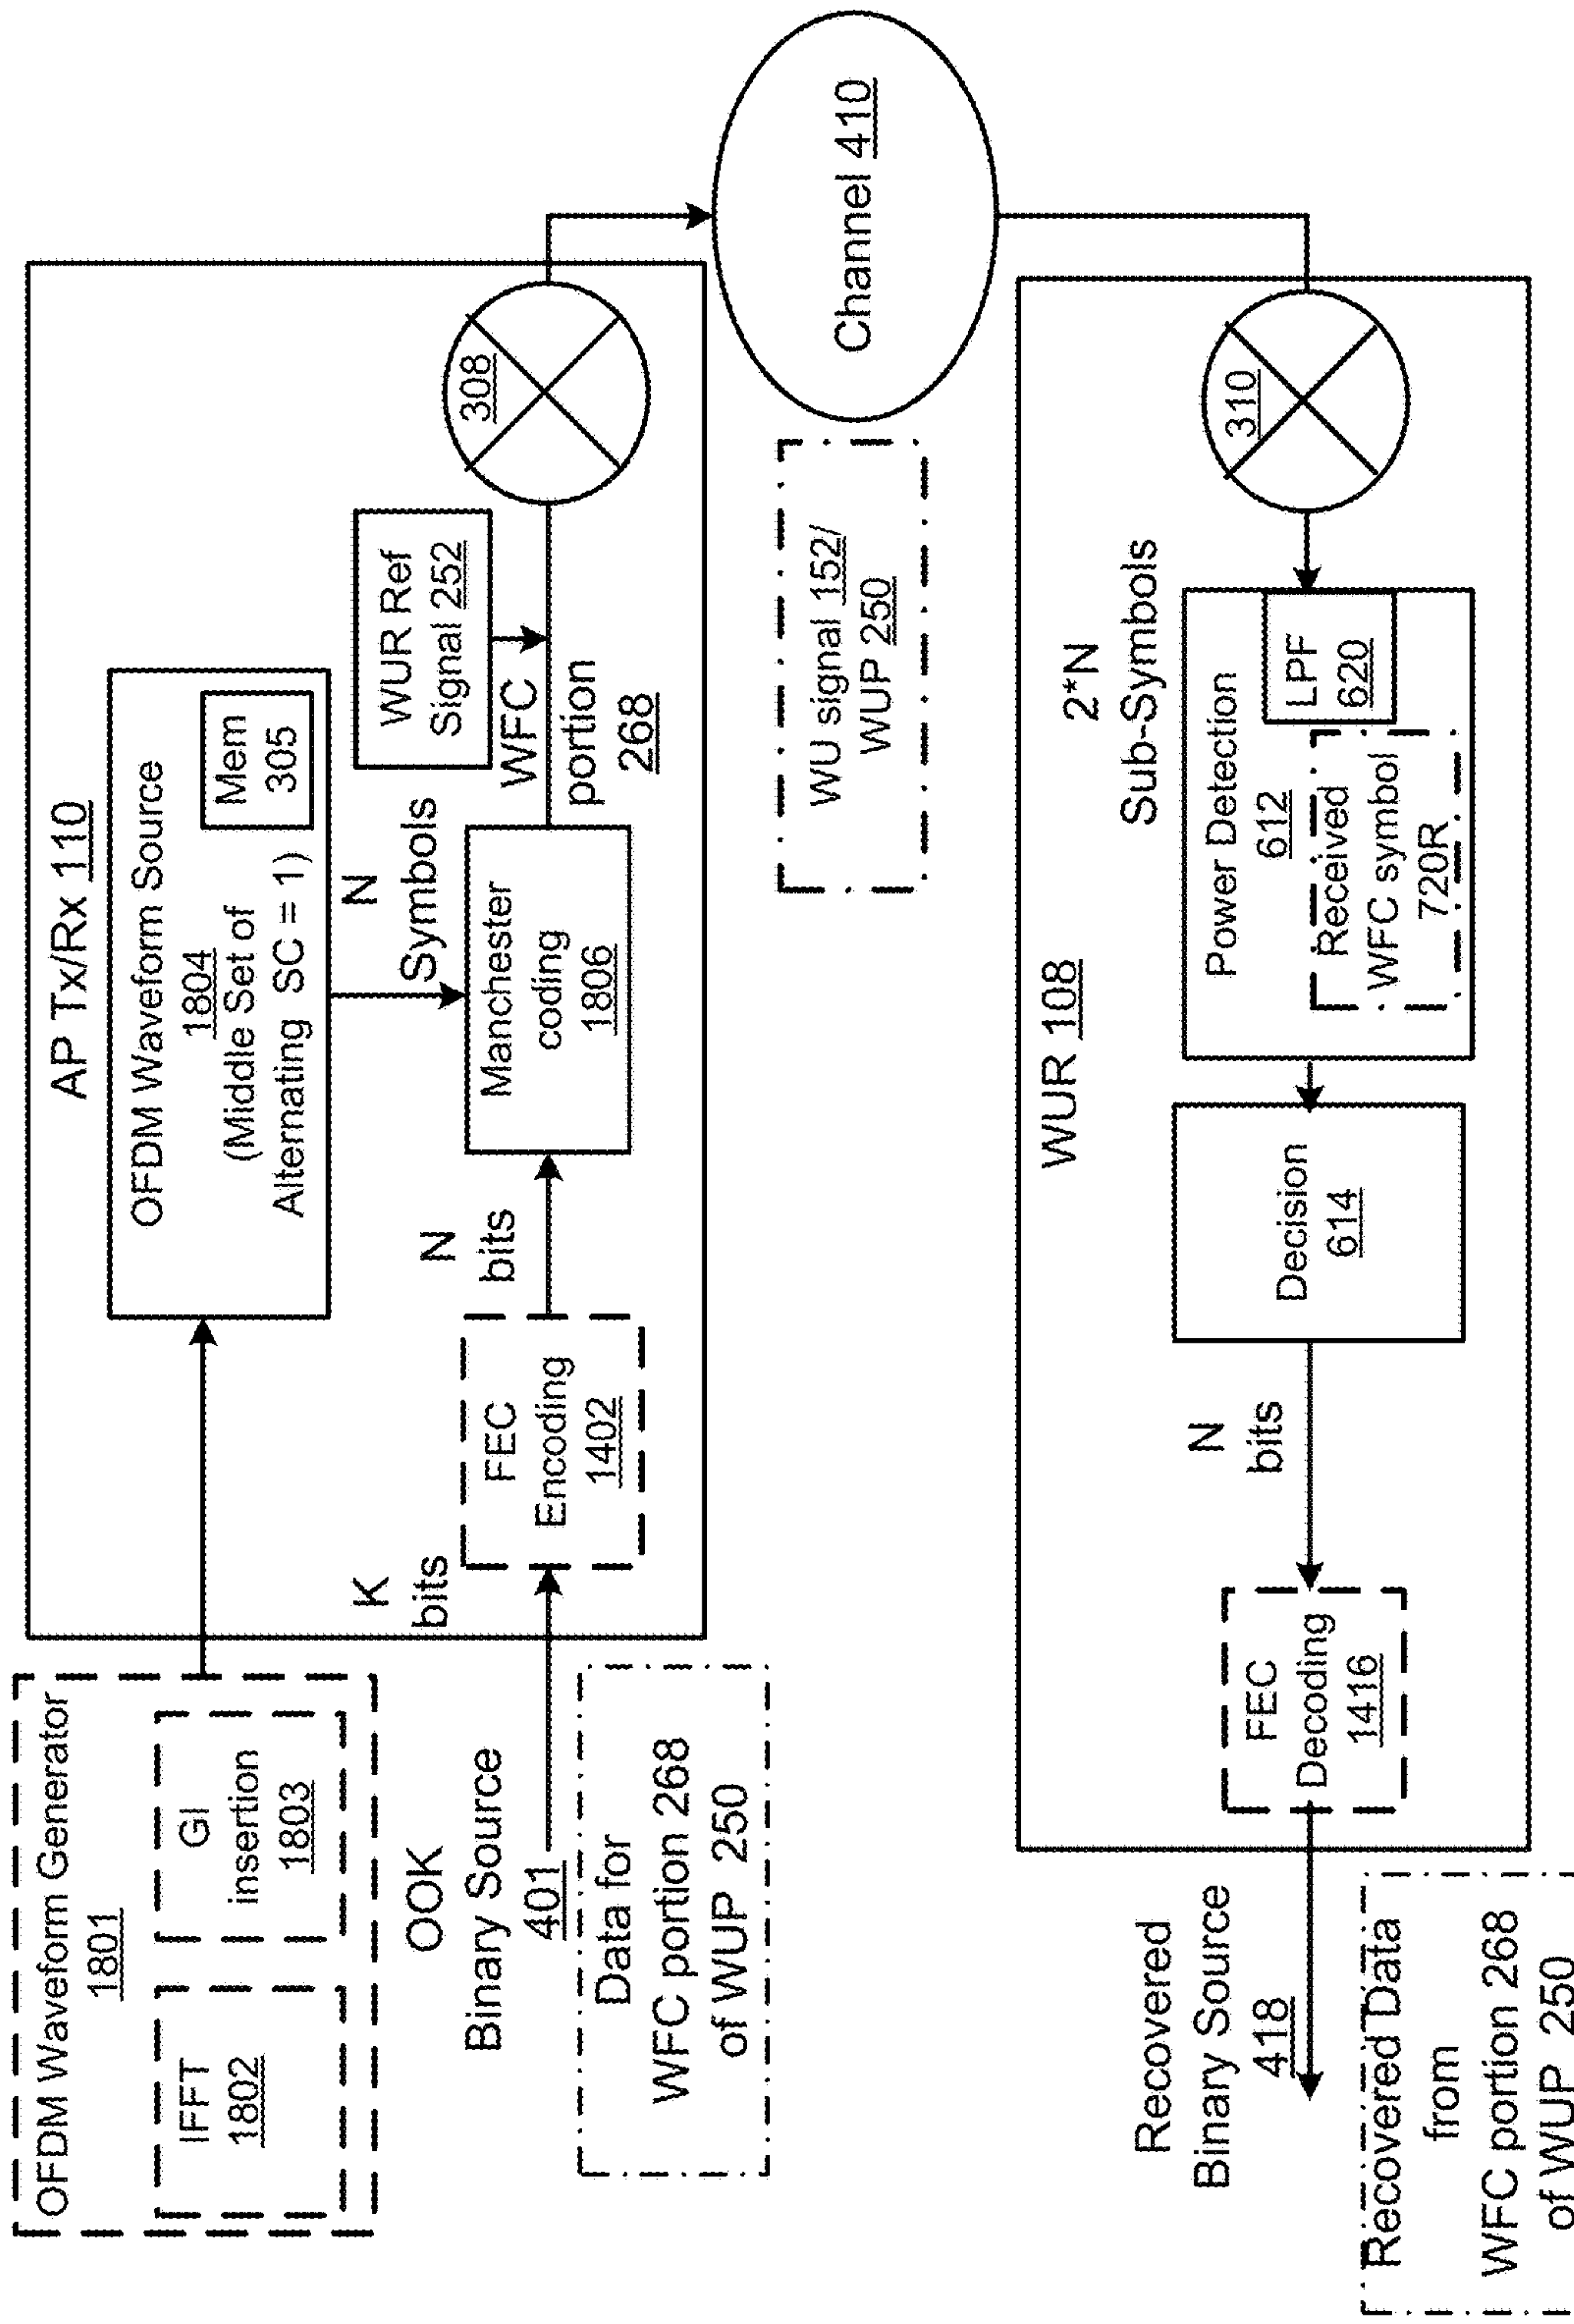 OFDM Waveform Generator
1801
IFFT
1802
GI
insertion
1803
AP Tx/Rx 110
OFDM Waveform Source
1804
(Middle Set of
Alternating SC = 1)
Mem
305
OOK
Binary Source
401
Data for
WFC portion 268
of WUP 250
K
bits
FEC
Encoding
1402
N
bits
Manchester
coding
1806
N
Symbols
WUR Ref
Signal 252
WFC
portion
268
308
Channel 410
WU signal 152/
WUP 250
WUR 108
310
2*N
Sub-Symbols
Power Detection
612
LPF
620
Received
WFC symbol
720R
Decision
614
N
bits
FEC
Decoding
1416
Recovered
Binary Source
418
Recovered Data
from
WFC portion 268
of WUP 250